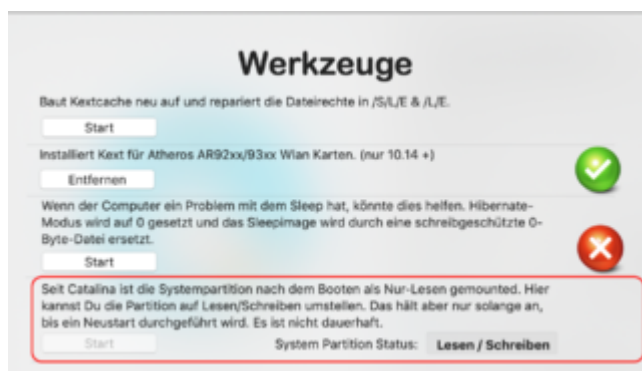 Werkzeuge
Baut Kextcache neu auf und repariert die Dateirechte in /S/L/E & /L/E.
Start
Installiert Kext für Atheros AR92xx/93xx Wlan Karten. (nur 10.14 +)
Entfernen
Wenn der Computer ein Problem mit dem Sleep hat, könnte dies helfen. Hibernate-
Modus wird auf 0 gesetzt und das Sleepimage wird durch eine schreibgeschützte 0-
Byte-Datei ersetzt.
Start
Seit Catalina ist die Systempartition nach dem Booten als Nur-Lesen gemounted. Hier
kannst Du die Partition auf Lesen/Schreiben umstellen. Das hält aber nur solange an,
bis ein Neustart durchgeführt wird. Es ist nicht dauerhaft.
Start System Partition Status: Lesen / Schreiben